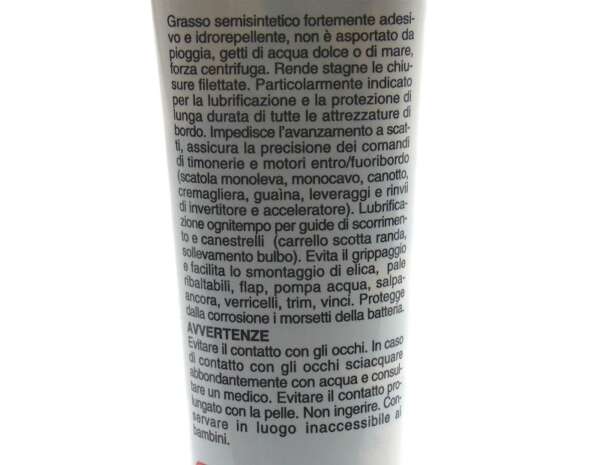 Grasso semisintetico fortemente adesi-
vo e idrorepellente, non è asportato da
pioggia, getti di acqua dolce o di mare,
forza centrifuga. Rende stagne le chiu-
sure filettate. Particolarmente indicato
per la lubrificazione e la protezione di
lunga durata di tutte le attrezzature di
bordo. Impedisce l'avanzamento a scat-
ti, assicura la precisione dei comandi
di timonerie e motori entro/fuoribordo
(scatola monoleva, monocavo, canotto,
cremagliera, guaìna, leveraggi e rinvii
di invertitore e acceleratore). Lubrifica-
zione ognitempo per guide di scorrimen-
to e canestrelli (carrello scotta randa,
sollevamento bulbo). Evita il grippaggio
e facilita lo smontaggio di elica, pale
ribaltabili, flap, pompa acqua, salpa-
ancora, verricelli, trim, vinci. Protegge
dalla corrosione i morsetti della batteria.
AVVERTENZE
Evitare il contatto con gli occhi. In caso
di contatto con gli occhi sciacquare
abbondantemente con acqua e consul-
tare un medico. Evitare il contatto pro-
lungato con la pelle. Non ingerire. Con-
servare in luogo inaccessibile ai
bambini.